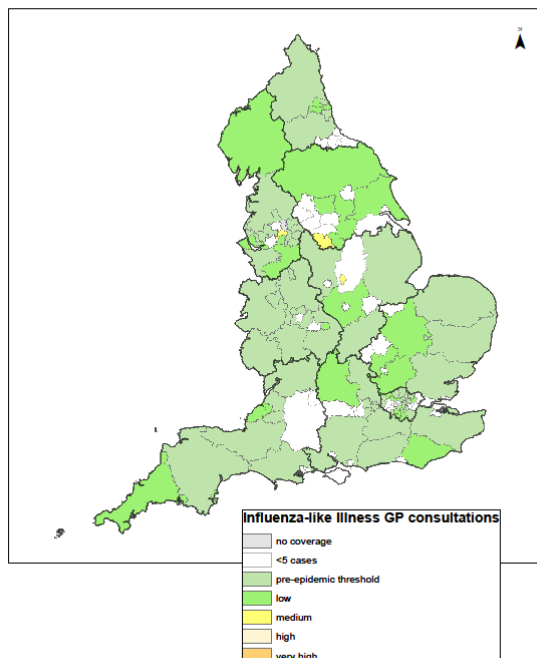 N
Influenza-like Illness GP consultations
no coverage
<5 cases
pre-epidemic threshold
low
medium
high
very high